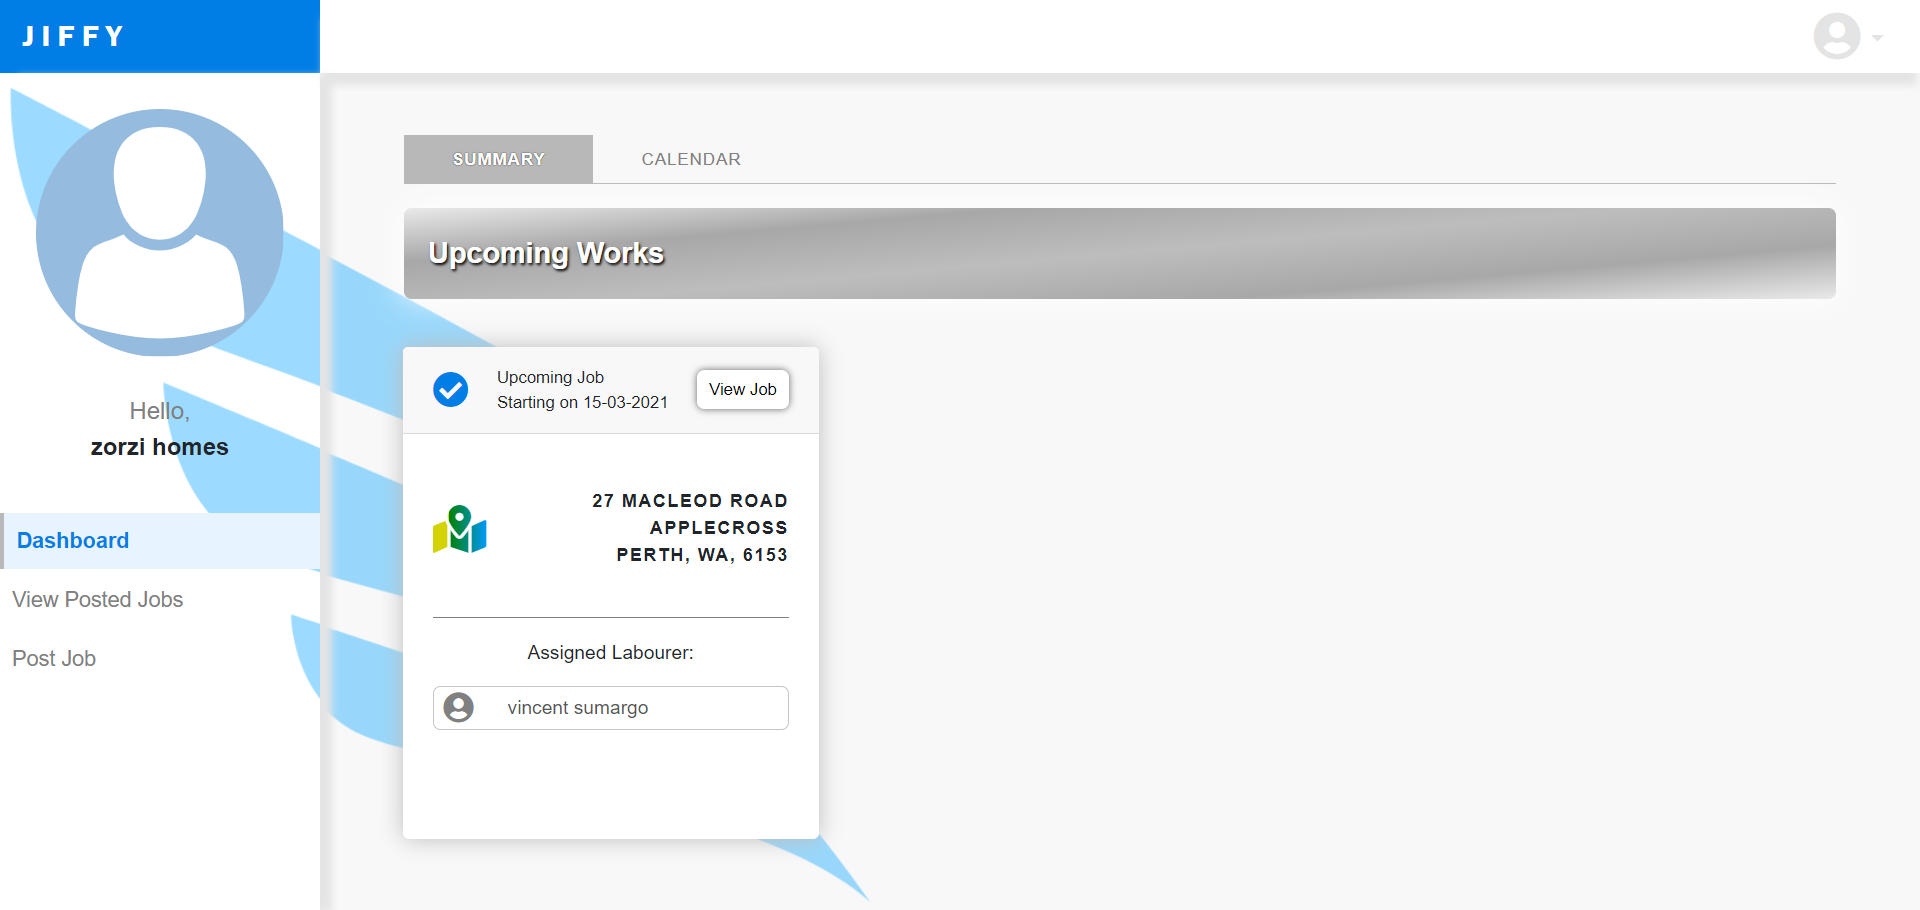 JIFFY
Hello,
zorzi homes
Dashboard
View Posted Jobs
Post Job
SUMMARY
CALENDAR
Upcoming Works
Upcoming Job
Starting on 15-03-2021
View Job
27 MACLEOD ROAD
APPLECROSS
PERTH, WA, 6153
Assigned Labourer:
vincent sumargo